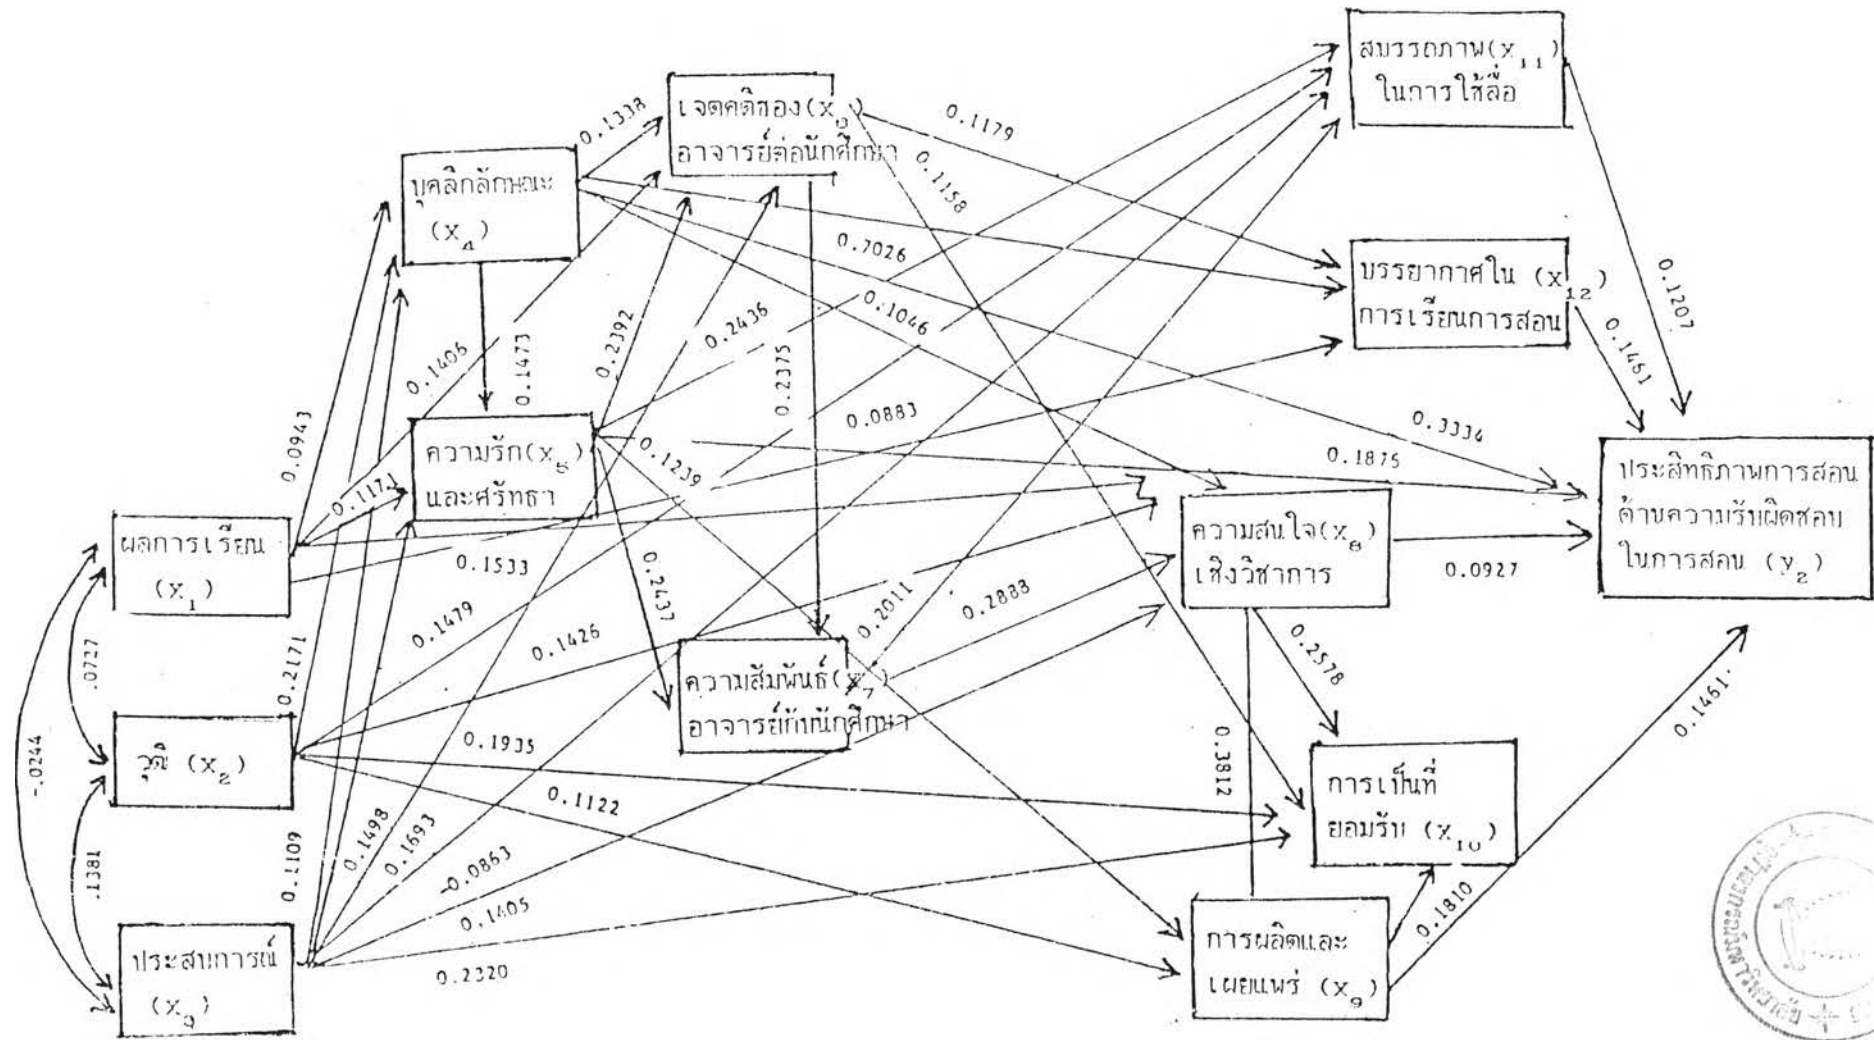 สมรรถภาพ(X11)
ในการใช้สื่อ
เจตคติของ(X6)
อาจารย์ต่อนักศึกษา
0.1338
0.1179
0.1158
บุคลิกลักษณะ
(X4)
0.7026
บรรยากาศใน (X12)
การเรียนการสอน
0.1207
0.1046
0.1461
0.2436
0.2392
0.2375
0.1406
0.1473
0.0943
0.0883
0.3334
0.1875
ความรัก(X5)
และศรัทธา
0.1239
0.1171
ประสิทธิภาพการสอน
ด้านความรับผิดชอบ
ในการสอน (y2)
ผลการเรียน
(X1)
0.1533
ความสนใจ(X8)
เชิงวิชาการ
0.0927
0.2437
0.2011
0.2888
0.1479
0.1426
0.2578
.0727
0.2171
ความสัมพันธ์(X7)
อาจารย์กับนักศึกษา
0.1461
-.0244
วุฒิ (X2)
0.1935
0.1122
0.3812
การเป็นที่
ยอมรับ (X10)
.1381
0.1109
0.1498
0.1693
-0.0863
0.1405
0.1810
ประสบการณ์
(X3)
0.2320
การผลิตและ
เผยแพร่ (X9)